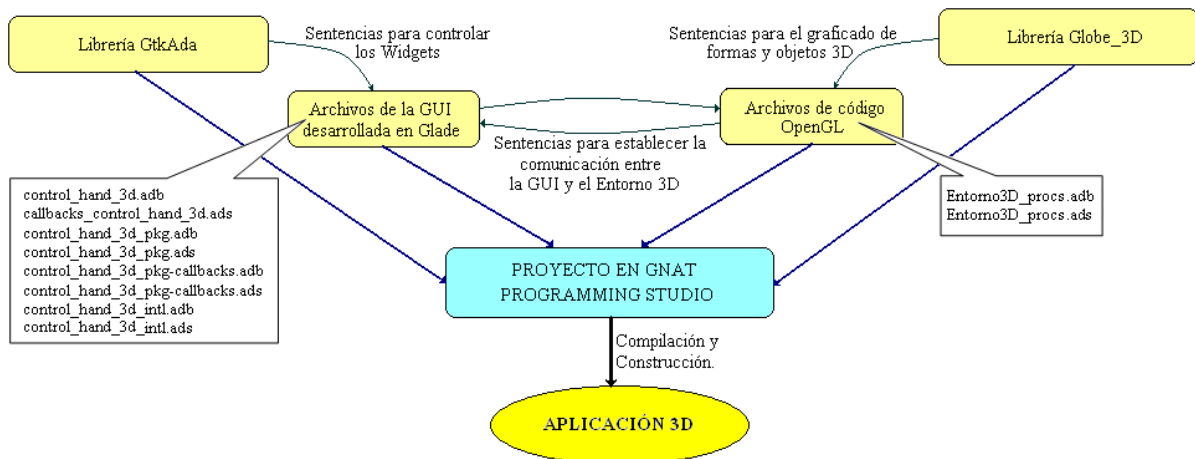 Librería GtkAda
Sentencias para controlar
los Widgets
Sentencias para el graficado de
formas y objetos 3D
Librería Globe_3D
Archivos de la GUI
desarrollada en Glade
Archivos de código
OpenGL
Sentencias para establecer la
comunicación entre
la GUI y el Entorno 3D
control_hand_3d.adb
callbacks_control_hand_3d.ads
control_hand_3d_pkg.adb
control_hand_3d_pkg.ads
control_hand_3d_pkg-callbacks.adb
control_hand_3d_pkg-callbacks.ads
control_hand_3d_intl.adb
control_hand_3d_intl.ads
Entorno3D_procs.adb
Entorno3D_procs.ads
PROYECTO EN GNAT
PROGRAMMING STUDIO
Compilación y
Construcción.
APLICACIÓN 3D